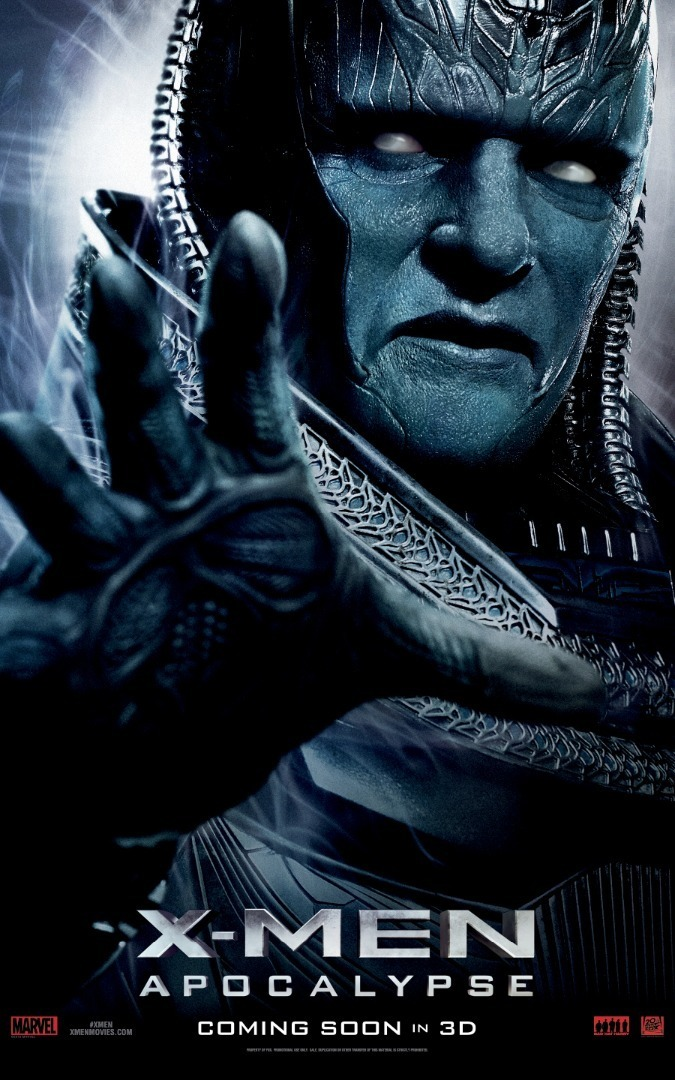 X-MEN
APOCALYPSE
MARVEL
#XMEN
XMENMOVIES.COM
COMING SOON IN 3D